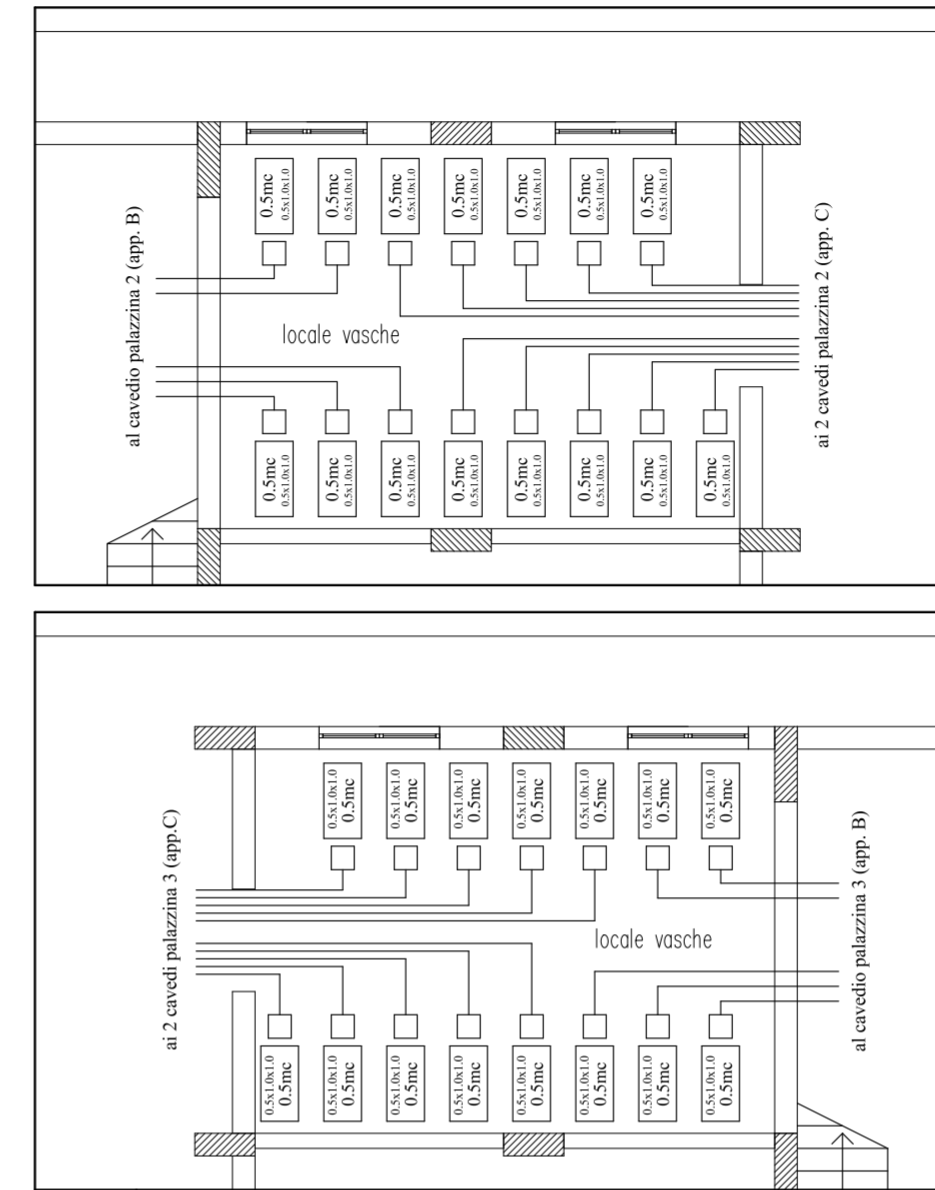 0.5mc
0.5x1.0x1.0
0.5mc
0.5x1.0x1.0
0.5mc
0.5x1.0x1.0
0.5mc
0.5x1.0x1.0
0.5mc
0.5x1.0x1.0
0.5mc
0.5x1.0x1.0
0.5mc
0.5x1.0x1.0
al cavedio palazzina 2 (app. B)
locale vasche
ai 2 cavedi palazzina 2 (app. C)
0.5mc
0.5x1.0x1.0
0.5mc
0.5x1.0x1.0
0.5mc
0.5x1.0x1.0
0.5mc
0.5x1.0x1.0
0.5mc
0.5x1.0x1.0
0.5mc
0.5x1.0x1.0
0.5mc
0.5x1.0x1.0
0.5mc
0.5x1.0x1.0
0.5x1.0x1.0
0.5mc
0.5x1.0x1.0
0.5mc
0.5x1.0x1.0
0.5mc
0.5x1.0x1.0
0.5mc
0.5x1.0x1.0
0.5mc
0.5x1.0x1.0
0.5mc
0.5x1.0x1.0
0.5mc
ai 2 cavedi palazzina 3 (app.C)
locale vasche
al cavedio palazzina 3 (app. B)
0.5x1.0x1.0
0.5mc
0.5x1.0x1.0
0.5mc
0.5x1.0x1.0
0.5mc
0.5x1.0x1.0
0.5mc
0.5x1.0x1.0
0.5mc
0.5x1.0x1.0
0.5mc
0.5x1.0x1.0
0.5mc
0.5x1.0x1.0
0.5mc